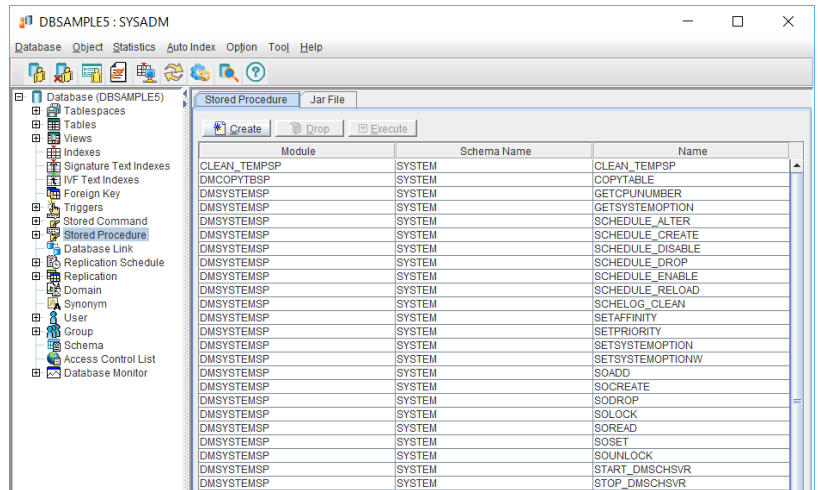 DBSAMPLE5 : SYSADM
Database Object Statistics Auto Index Option Tool Help
Database (DBSAMPLE5)
Tablespaces
Tables
Views
Indexes
Signature Text Indexes
IVF Text Indexes
Foreign Key
Triggers
Stored Command
Stored Procedure
Database Link
Replication Schedule
Replication
Domain
Synonym
User
Group
Schema
Access Control List
Database Monitor
Stored Procedure Jar File
Create Drop Execute
Module Schema Name Name
CLEAN_TEMPSP SYSTEM CLEAN_TEMPSP
DMCOPYTBSP SYSTEM COPYTABLE
DMSYSTEMSP SYSTEM GETCPUNUMBER
DMSYSTEMSP SYSTEM GETSYSTEMOPTION
DMSYSTEMSP SYSTEM SCHEDULE_ALTER
DMSYSTEMSP SYSTEM SCHEDULE_CREATE
DMSYSTEMSP SYSTEM SCHEDULE_DISABLE
DMSYSTEMSP SYSTEM SCHEDULE_DROP
DMSYSTEMSP SYSTEM SCHEDULE_ENABLE
DMSYSTEMSP SYSTEM SCHEDULE_RELOAD
DMSYSTEMSP SYSTEM SCHELOG_CLEAN
DMSYSTEMSP SYSTEM SETAFFINITY
DMSYSTEMSP SYSTEM SETPRIORITY
DMSYSTEMSP SYSTEM SETSYSTEMOPTION
DMSYSTEMSP SYSTEM SETSYSTEMOPTIONW
DMSYSTEMSP SYSTEM SOADD
DMSYSTEMSP SYSTEM SOCREATE
DMSYSTEMSP SYSTEM SODROP
DMSYSTEMSP SYSTEM SOLOCK
DMSYSTEMSP SYSTEM SOREAD
DMSYSTEMSP SYSTEM SOSET
DMSYSTEMSP SYSTEM SOUNLOCK
DMSYSTEMSP SYSTEM START_DMSCHSVR
DMSYSTEMSP SYSTEM STOP_DMSCHSVR